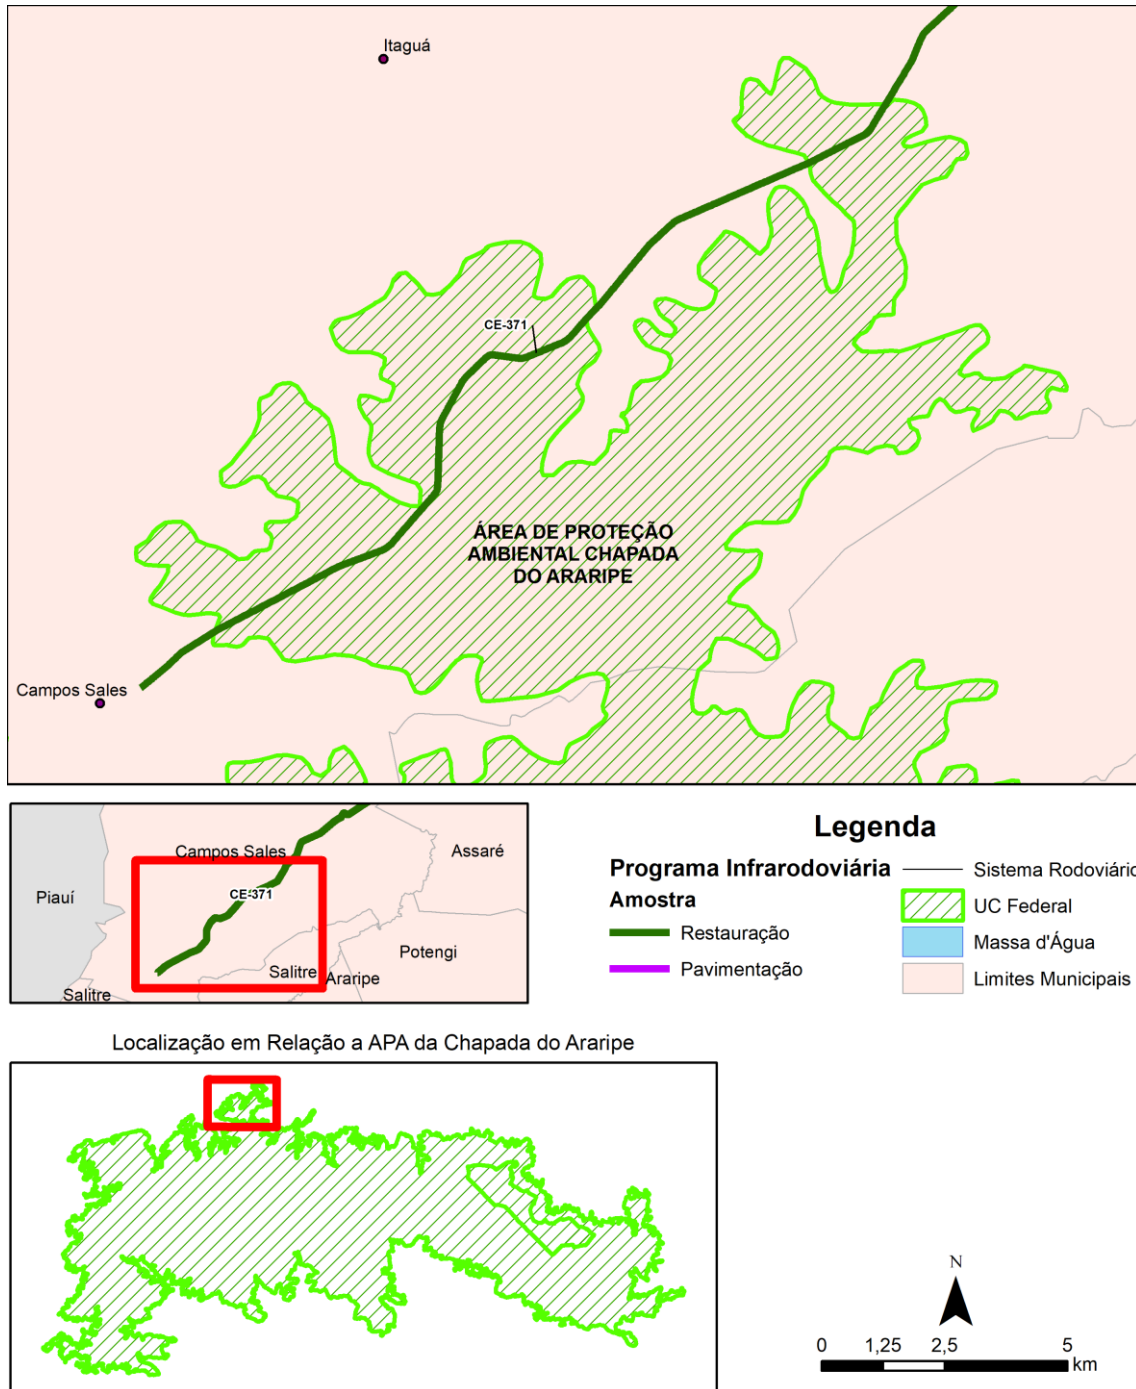 Itaguá
CE-371
ÁREA DE PROTEÇÃO
AMBIENTAL CHAPADA
DO ARARIPE
Campos Sales
Campos Sales
Assaré
Piauí
CE-371
Potengi
Salitre
Araripe
Salitre
Legenda
Programa Infrarodoviária
Amostra
Restauração
Pavimentação
Sistema Rodoviário
UC Federal
Massa d'Água
Limites Municipais
Localização em Relação a APA da Chapada do Araripe
N
0 1,25 2,5 5
km